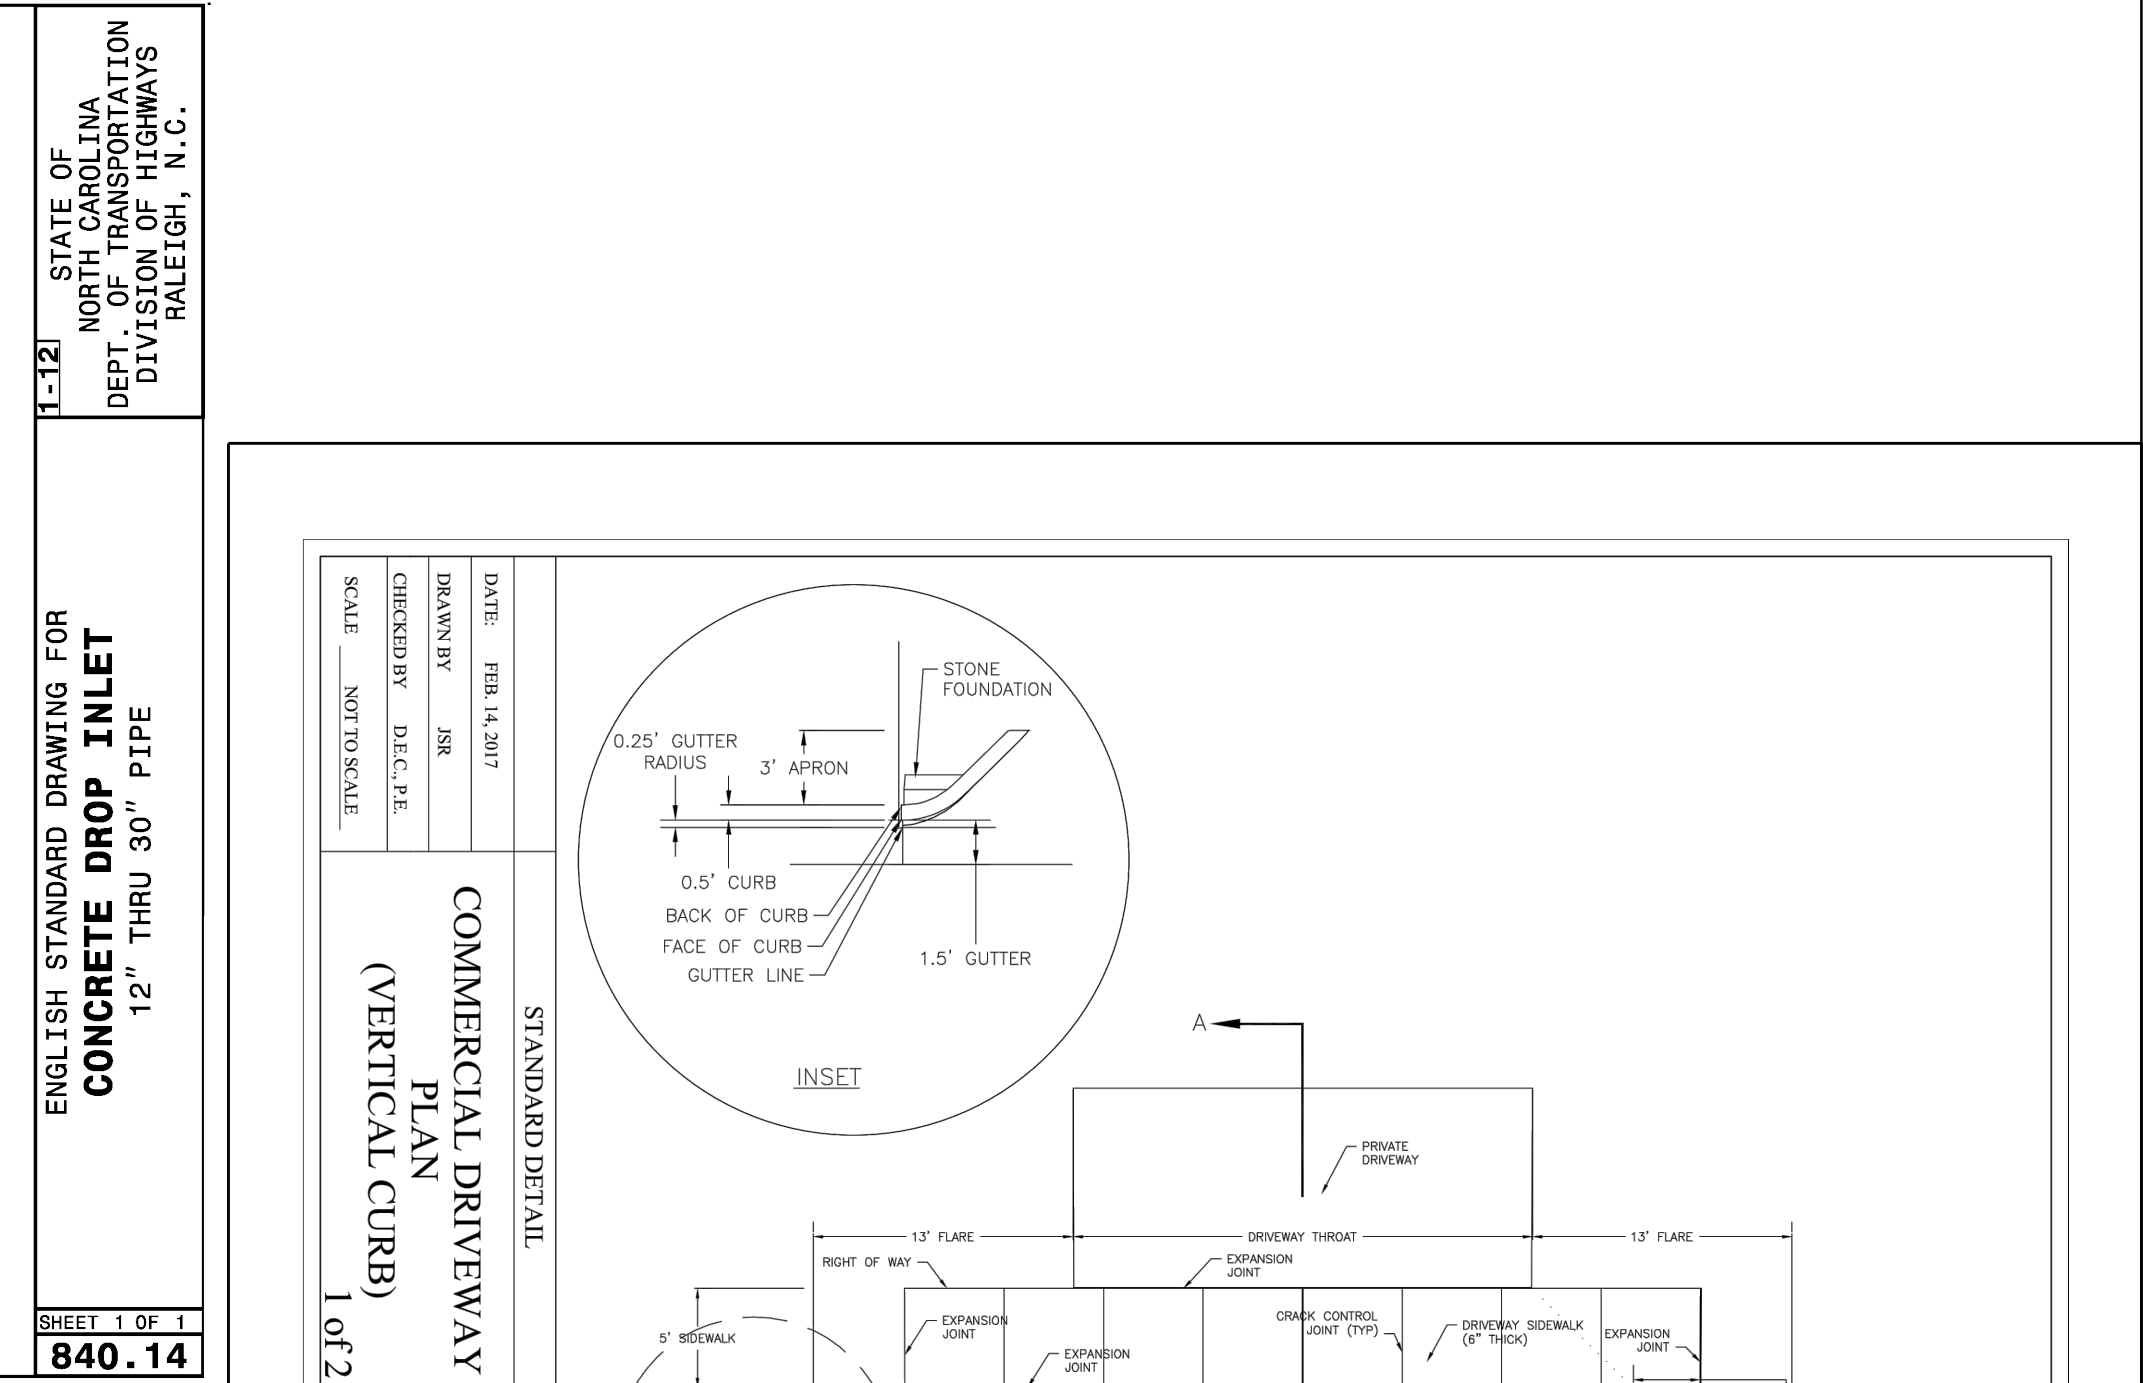 1-12
STATE OF
NORTH CAROLINA
DEPT. OF TRANSPORTATION
DIVISION OF HIGHWAYS
RALEIGH, N.C.
ENGLISH STANDARD DRAWING FOR
CONCRETE DROP INLET
12" THRU 30" PIPE
SHEET 1 OF 1
840.14
DATE: FEB. 14, 2017
DRAWN BY JSR
CHECKED BY D.E.C., P.E.
SCALE NOT TO SCALE
STANDARD DETAIL
COMMERCIAL DRIVEWAY
PLAN
(VERTICAL CURB)
1 of 2
STONE
FOUNDATION
0.25' GUTTER
RADIUS
3' APRON
0.5' CURB
BACK OF CURB
FACE OF CURB
GUTTER LINE
1.5' GUTTER
INSET
A
PRIVATE
DRIVEWAY
13' FLARE
DRIVEWAY THROAT
13' FLARE
RIGHT OF WAY
EXPANSION
JOINT
5' SIDEWALK
EXPANSION
JOINT
EXPANSION
JOINT
CRACK CONTROL
JOINT (TYP)
DRIVEWAY SIDEWALK
(6" THICK)
EXPANSION
JOINT